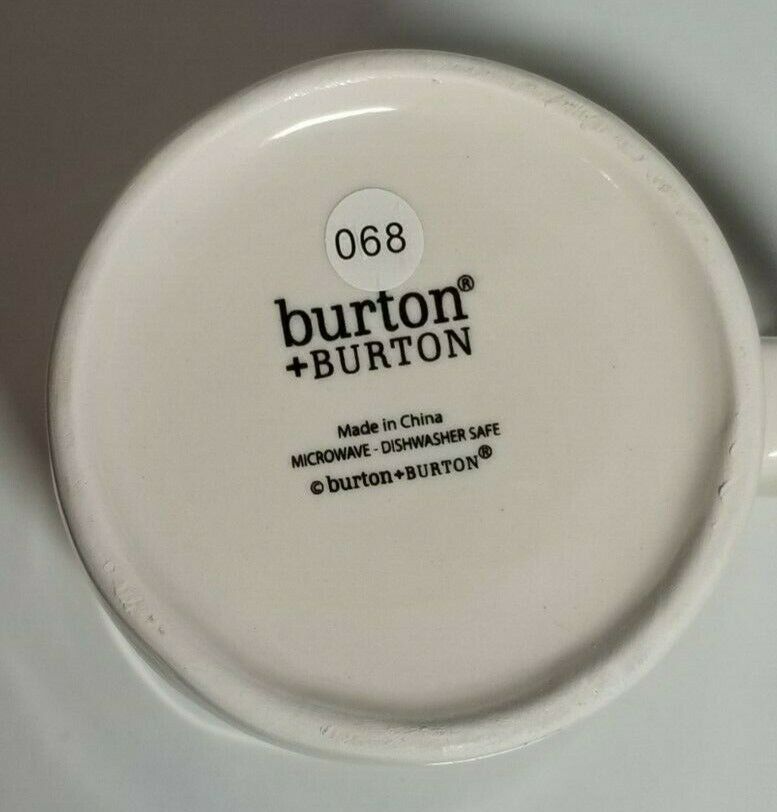 068
burton®
+BURTON
Made in China
MICROWAVE - DISHWASHER SAFE
© burton+BURTON®